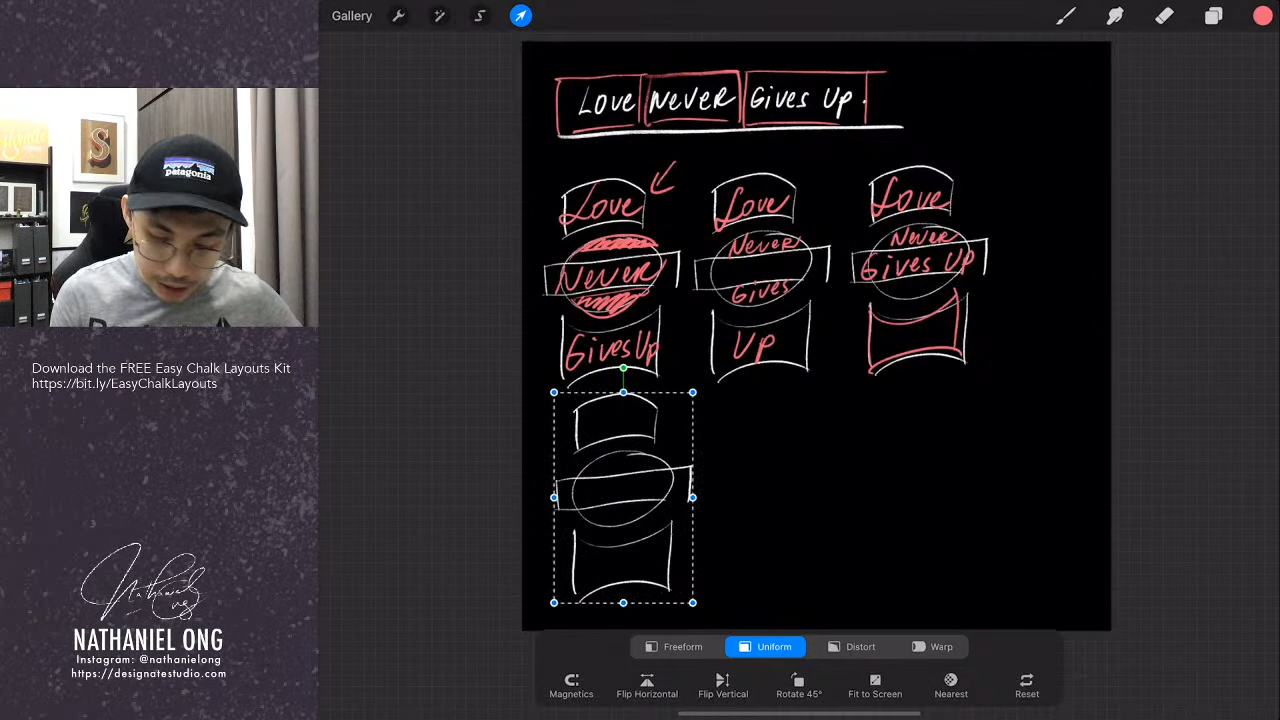 Gallery
Love Never Gives Up.
Love
Never
Gives Up
Love
Never
Gives
Up
Love
Never
Gives Up
patagonia
S
Download the FREE Easy Chalk Layouts Kit
https://bit.ly/EasyChalkLayouts
Nathaniel Ong
NATHANIEL ONG
Instagram: @nathanielong
https://designatestudio.com
Freeform
Uniform
Distort
Warp
Magnetics
Flip Horizontal
Flip Vertical
Rotate 45°
Fit to Screen
Nearest
Reset